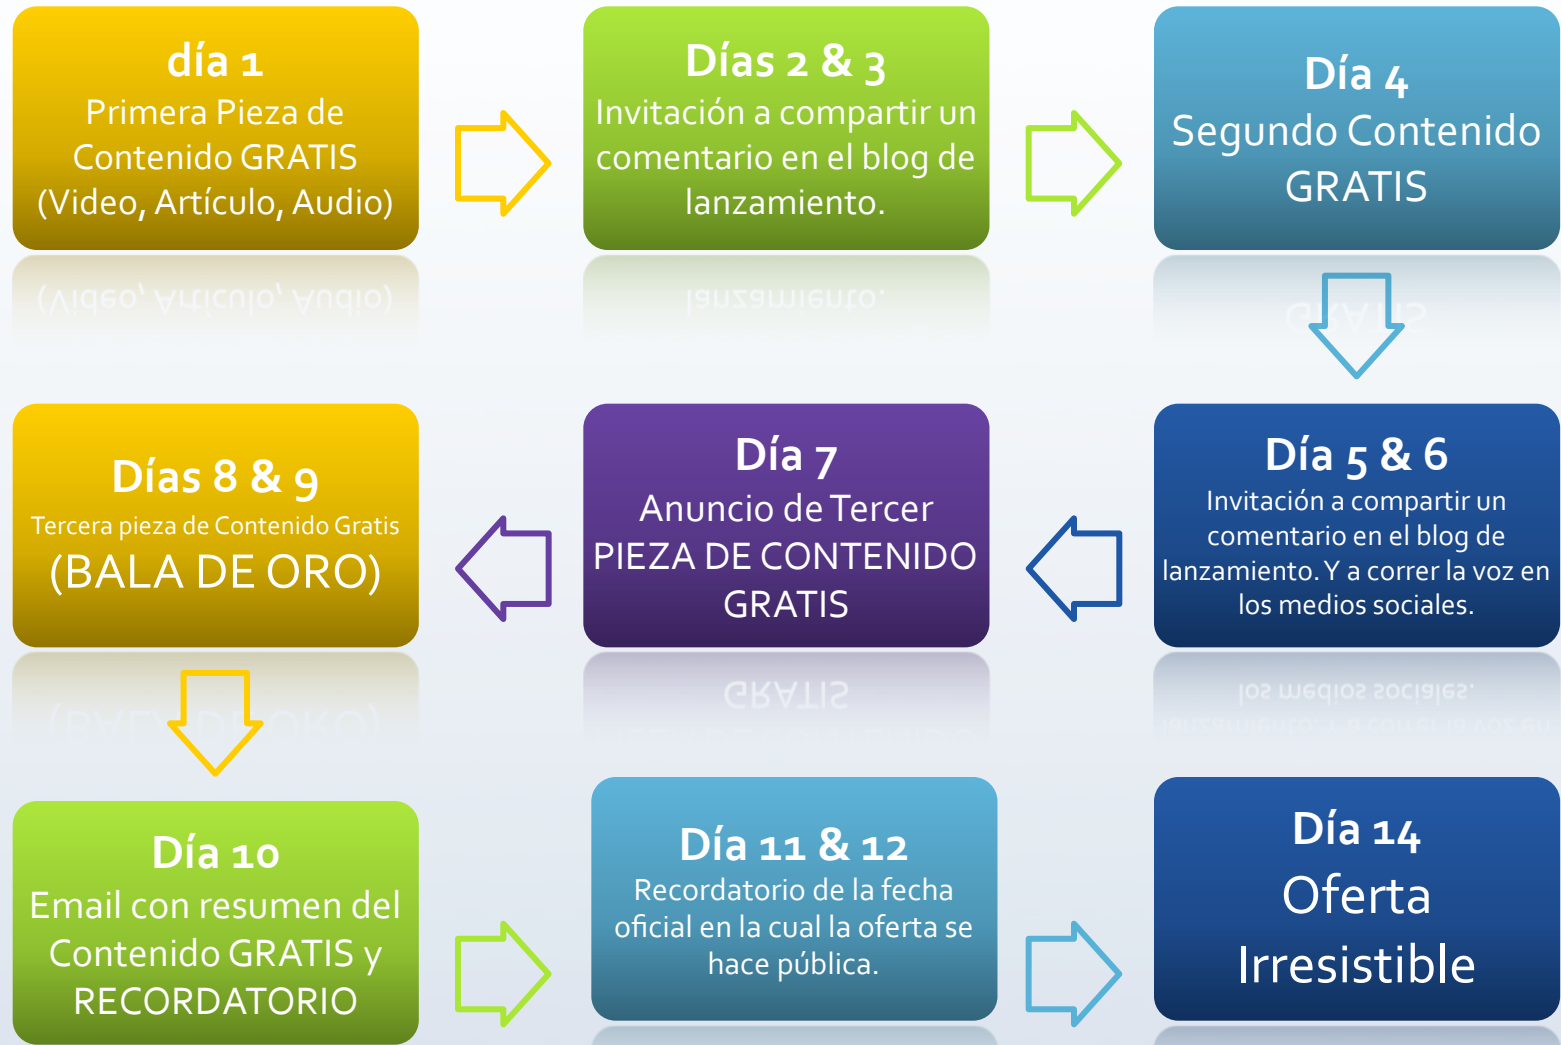 día 1
Primera Pieza de
Contenido GRATIS
(Video, Artículo, Audio)
Días 2 & 3
Invitación a compartir un
comentario en el blog de
lanzamiento.
Día 4
Segundo Contenido
GRATIS
Día 5 & 6
Invitación a compartir un
comentario en el blog de
lanzamiento. Y a correr la voz en
los medios sociales.
Día 7
Anuncio de Tercer
PIEZA DE CONTENIDO
GRATIS
Días 8 & 9
Tercera pieza de Contenido Gratis
(BALA DE ORO)
Día 10
Email con resumen del
Contenido GRATIS y
RECORDATORIO
Día 11 & 12
Recordatorio de la fecha
oficial en la cual la oferta se
hace pública.
Día 14
Oferta
Irresistible